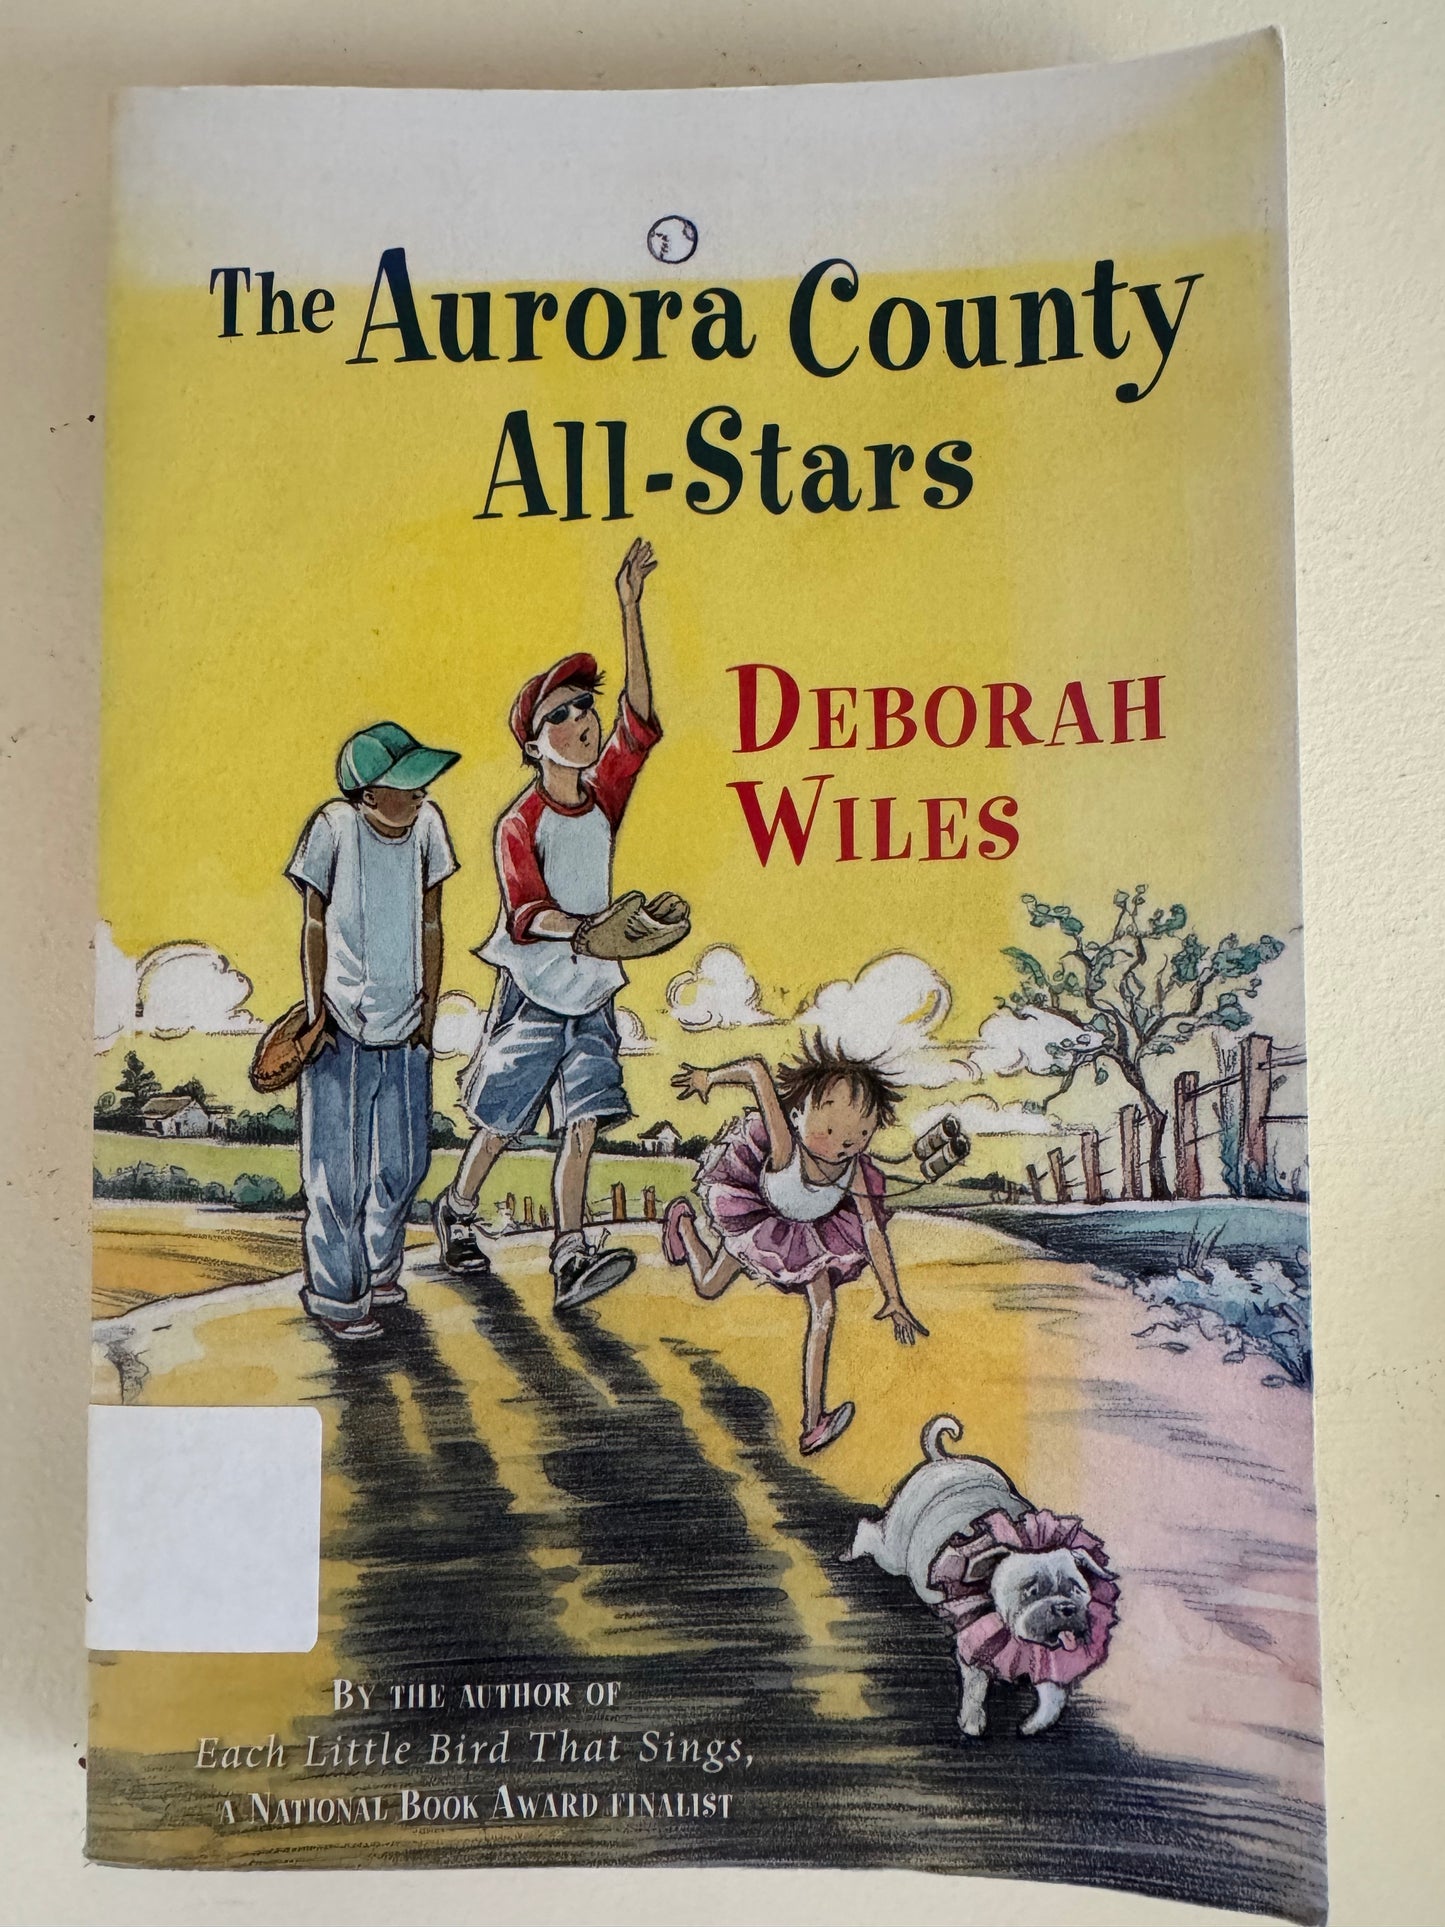 The Aurora County
All-Stars
DEBORAH
WILES
BY THE AUTHOR OF
Each Little Bird That Sings,
A NATIONAL BOOK AWARD FINALIST